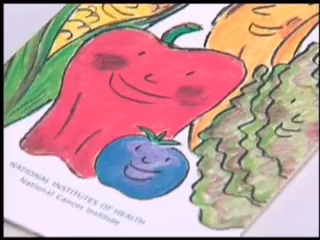 NATIONAL INSTITUTES OF HEALTH
National Cancer Institute